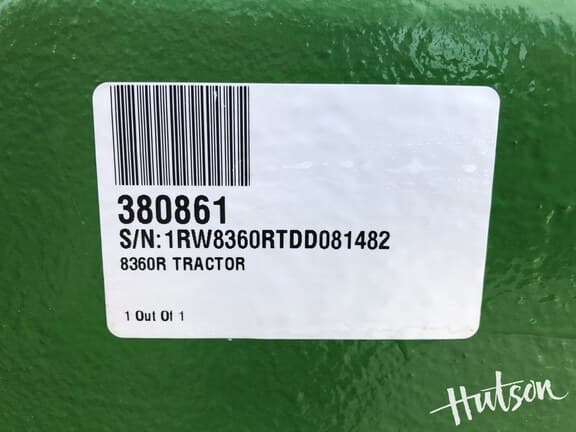 380861
S/N:1RW8360RTDD081482
8360R TRACTOR
1 Out Of 1
Hutson